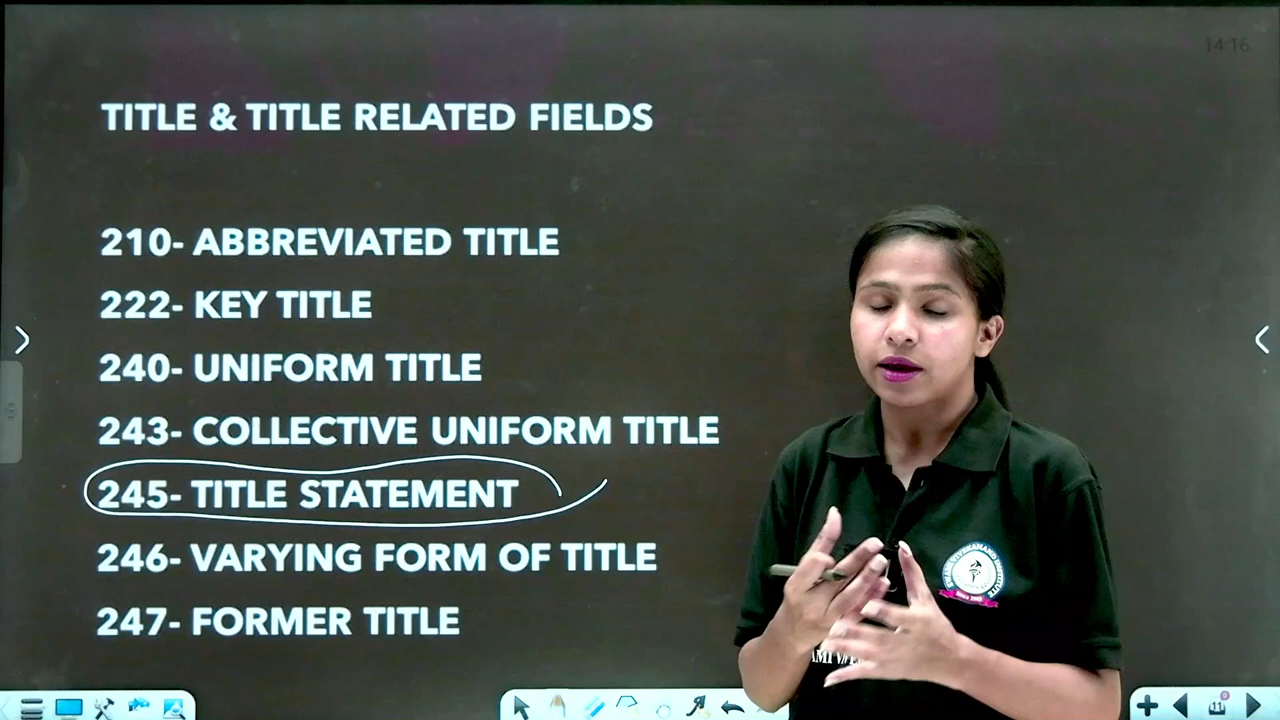 14:16
TITLE & TITLE RELATED FIELDS
210- ABBREVIATED TITLE
222- KEY TITLE
240- UNIFORM TITLE
243- COLLECTIVE UNIFORM TITLE
245- TITLE STATEMENT
246- VARYING FORM OF TITLE
247- FORMER TITLE
11